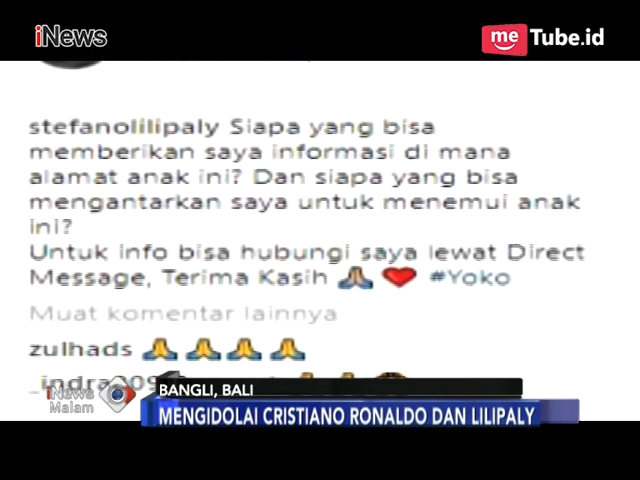 iNews
me Tube.id
stefanolilipaly Siapa yang bisa
memberikan saya informasi di mana
alamat anak ini? Dan siapa yang bisa
mengantarkan saya untuk menemui anak
ini?
Untuk info bisa hubungi saya lewat Direct
Message, Terima Kasih 🙏 ❤️ #Yoko
Muat komentar lainnya
zulhads 🙏 🙏 🙏 🙏
iNews
Malam
BANGLI, BALI
MENGIDOLAI CRISTIANO RONALDO DAN LILIPALY